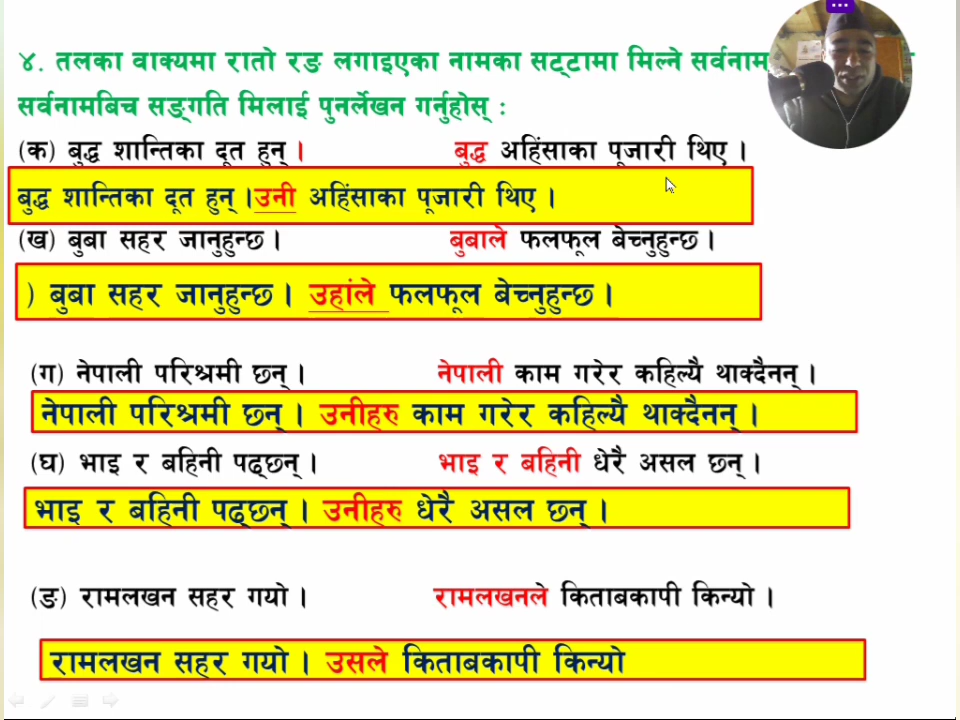 ४. तलका वाक्यमा रातो रङ लगाइएका नामका सट्टामा मिल्ने सर्वनाम
सर्वनामबिच सङ्गति मिलाई पुनर्लेखन गर्नुहोस् :
(क) बुद्ध शान्तिका दूत हुन् । बुद्ध अहिंसाका पूजारी थिए ।
बुद्ध शान्तिका दूत हुन् । उनी अहिंसाका पूजारी थिए ।
(ख) बुबा सहर जानुहुन्छ । बुबाले फलफूल बेच्नुहुन्छ ।
) बुबा सहर जानुहुन्छ । उहांले फलफूल बेच्नुहुन्छ ।
(ग) नेपाली परिश्रमी छन् । नेपाली काम गरेर कहिल्यै थाक्दैनन् ।
नेपाली परिश्रमी छन् । उनीहरु काम गरेर कहिल्यै थाक्दैनन् ।
(घ) भाइ र बहिनी पढ्छन् । भाइ र बहिनी धेरै असल छन् ।
भाइ र बहिनी पढ्छन् । उनीहरु धेरै असल छन् ।
(ङ) रामलखन सहर गयो । रामलखनले किताबकापी किन्यो ।
रामलखन सहर गयो । उसले किताबकापी किन्यो